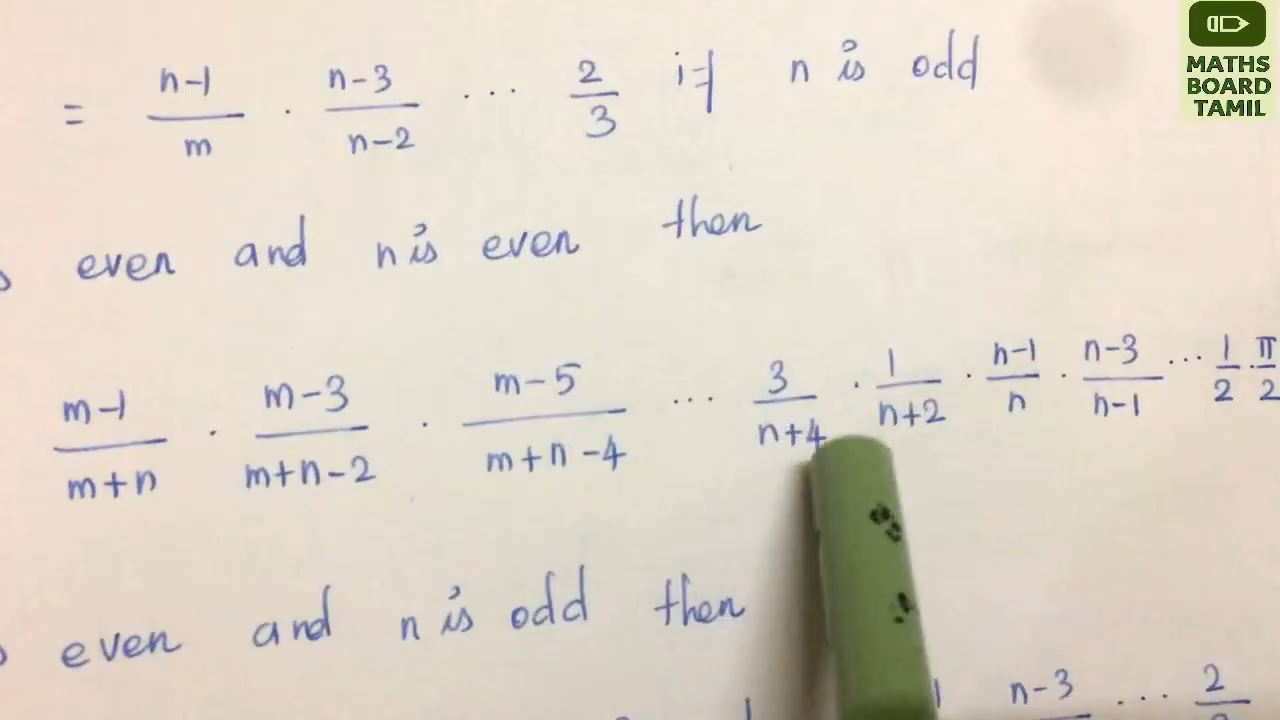 = n-1/m · n-3/n-2 ... 2/3 if n is odd
even and n is even then
m-1/m+n · m-3/m+n-2 · m-5/m+n-4 ... 3/n+4 · 1/n+2 · n-1/n · n-3/n-1 ... 1/2 · π/2
even and n is odd then
n-3 ... 2
MATHS
BOARD
TAMIL